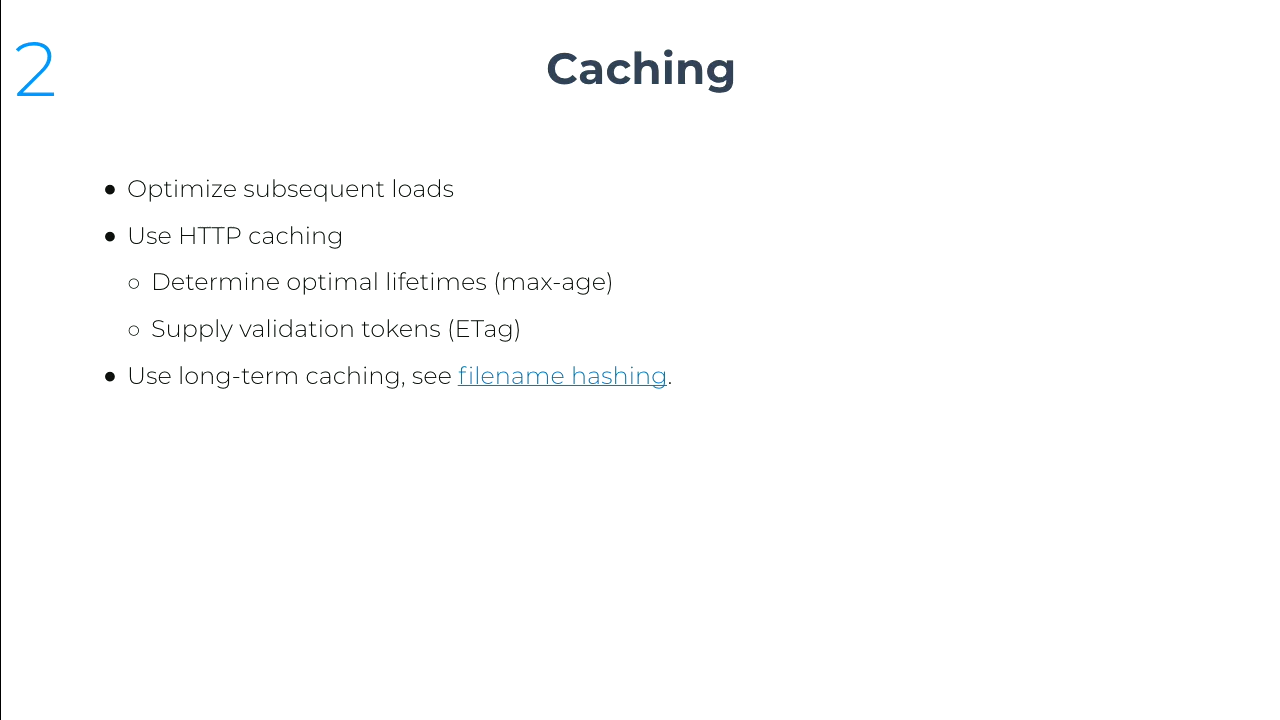 2
Caching
● Optimize subsequent loads
● Use HTTP caching
○ Determine optimal lifetimes (max-age)
○ Supply validation tokens (ETag)
● Use long-term caching, see filename hashing.